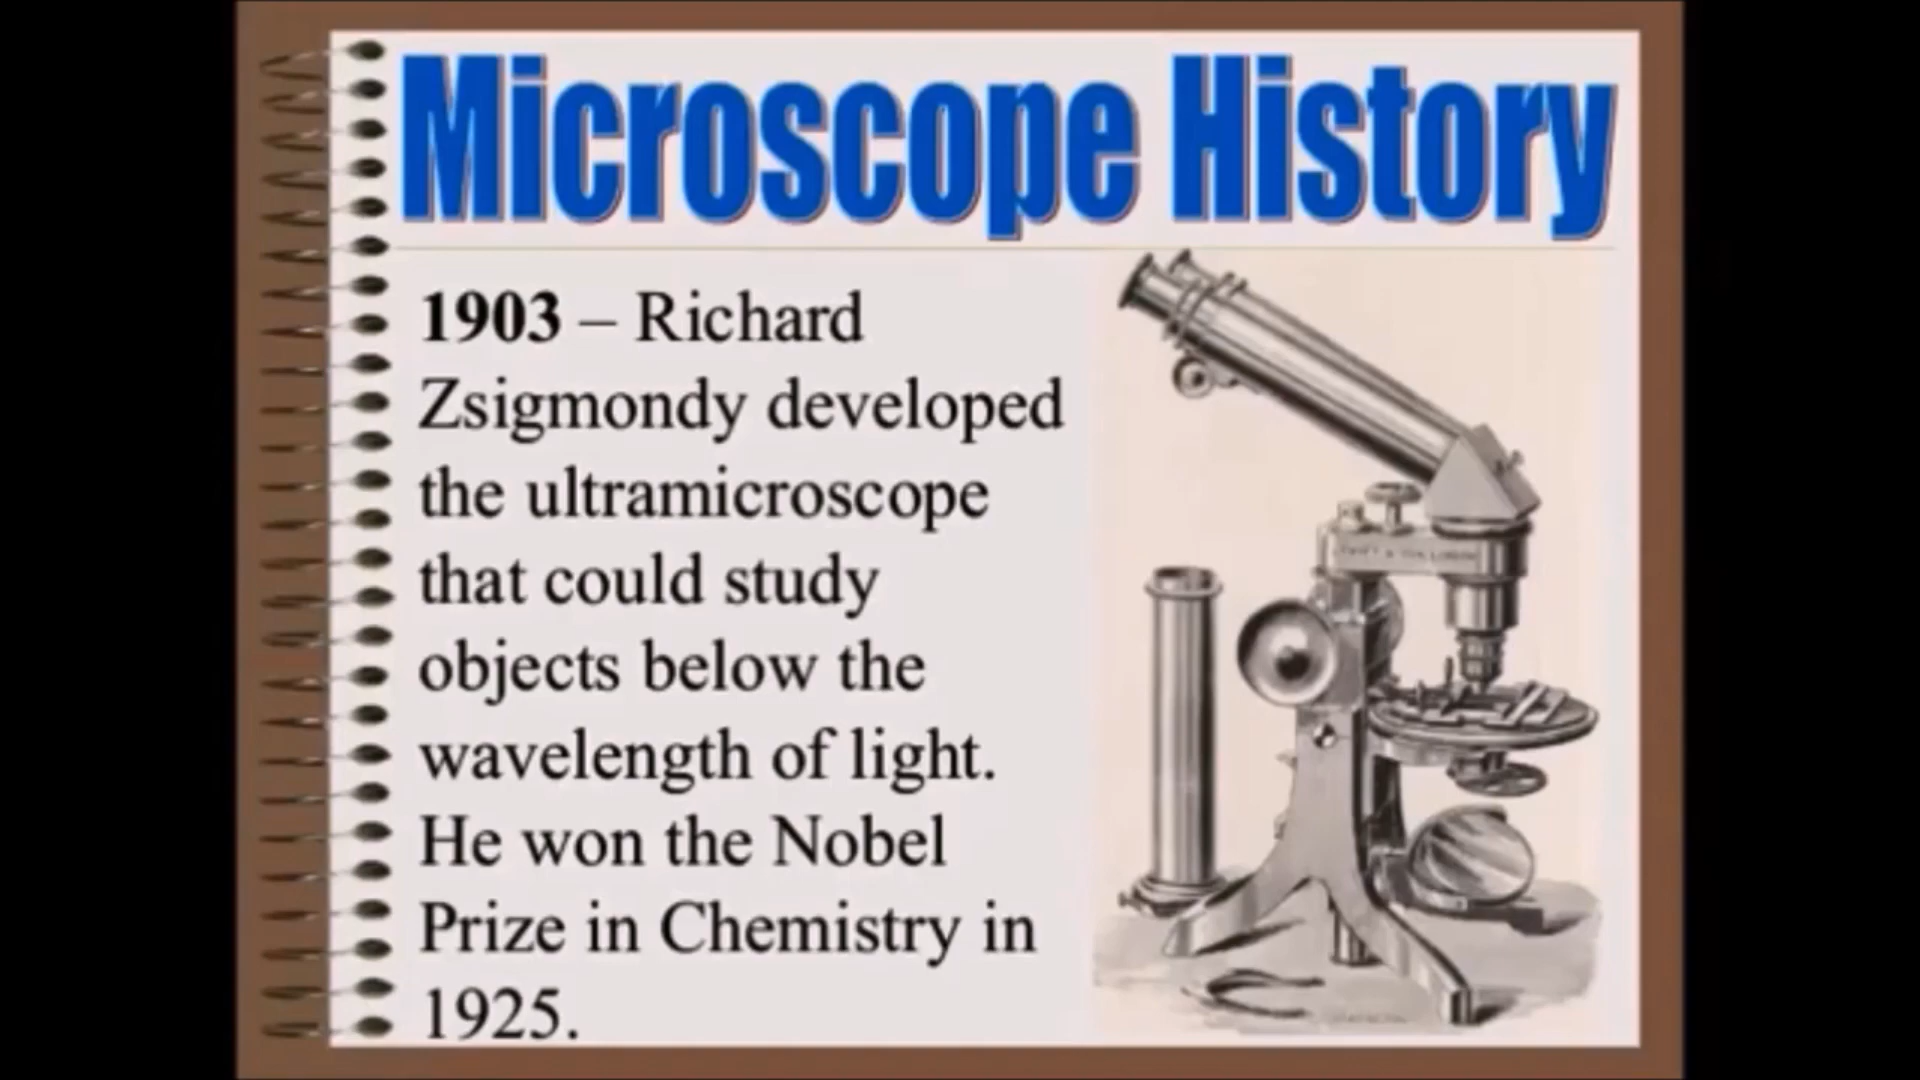 Microscope History
1903 – Richard
Zsigmondy developed
the ultramicroscope
that could study
objects below the
wavelength of light.
He won the Nobel
Prize in Chemistry in
1925.